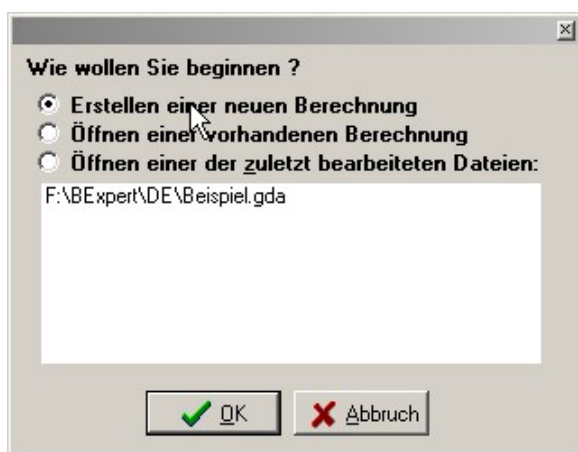 Wie wollen Sie beginnen ?
Erstellen einer neuen Berechnung
Öffnen einer vorhandenen Berechnung
Öffnen einer der zuletzt bearbeiteten Dateien:
F:\BExpert\DE\Beispiel.gda
OK
Abbruch